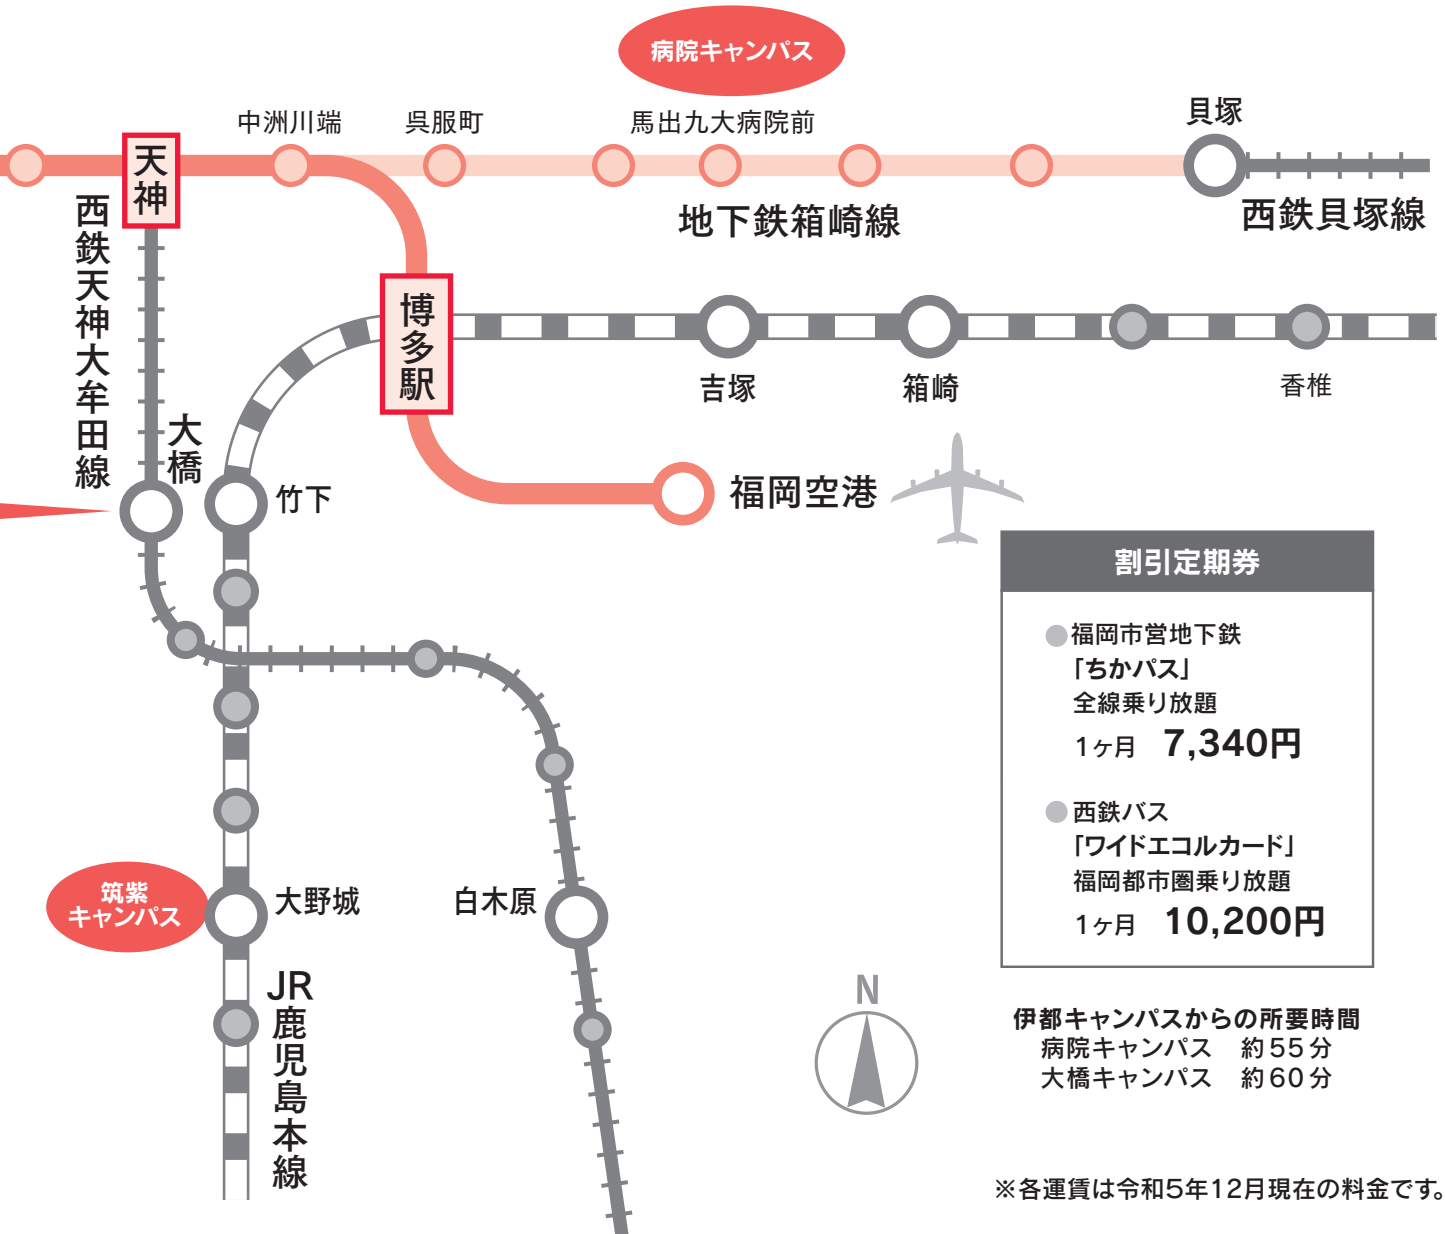 病院キャンパス
中洲川端
呉服町
馬出九大病院前
貝塚
天神
地下鉄箱崎線
西鉄貝塚線
西鉄天神大牟田線
博多駅
吉塚
箱崎
香椎
大橋
竹下
福岡空港
割引定期券
福岡市営地下鉄
「ちかパス」
全線乗り放題
1ヶ月 7,340円
西鉄バス
「ワイドエコルカード」
福岡都市圏乗り放題
1ヶ月 10,200円
筑紫
キャンパス
大野城
白木原
JR鹿児島本線
N
伊都キャンパスからの所要時間
病院キャンパス 約55分
大橋キャンパス 約60分
※各運賃は令和5年12月現在の料金です。